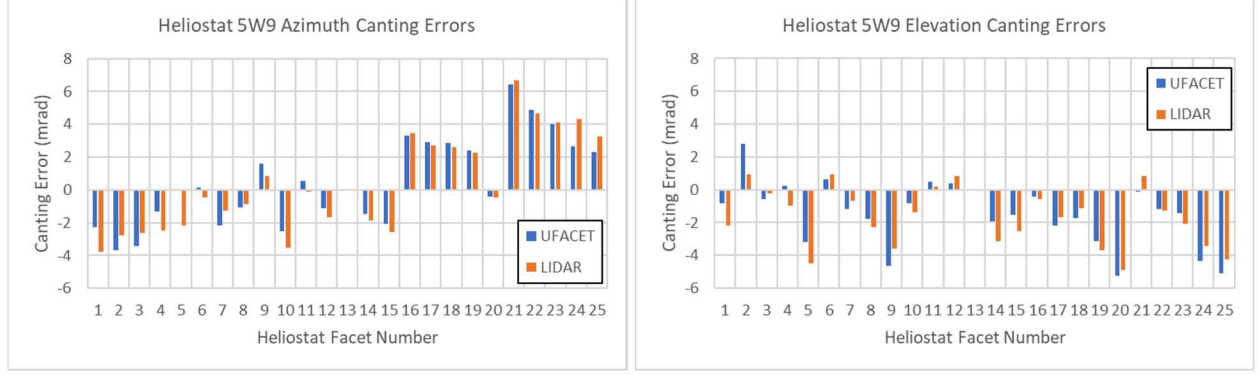 Heliostat 5W9 Azimuth Canting Errors
8
6
4
2
0
-2
-4
-6
Canting Error (mrad)
UFACET
LIDAR
1 2 3 4 5 6 7 8 9 10 11 12 13 14 15 16 17 18 19 20 21 22 23 24 25
Heliostat Facet Number
Heliostat 5W9 Elevation Canting Errors
8
6
4
2
0
-2
-4
-6
Canting Error (mrad)
UFACET
LIDAR
1 2 3 4 5 6 7 8 9 10 11 12 13 14 15 16 17 18 19 20 21 22 23 24 25
Heliostat Facet Number